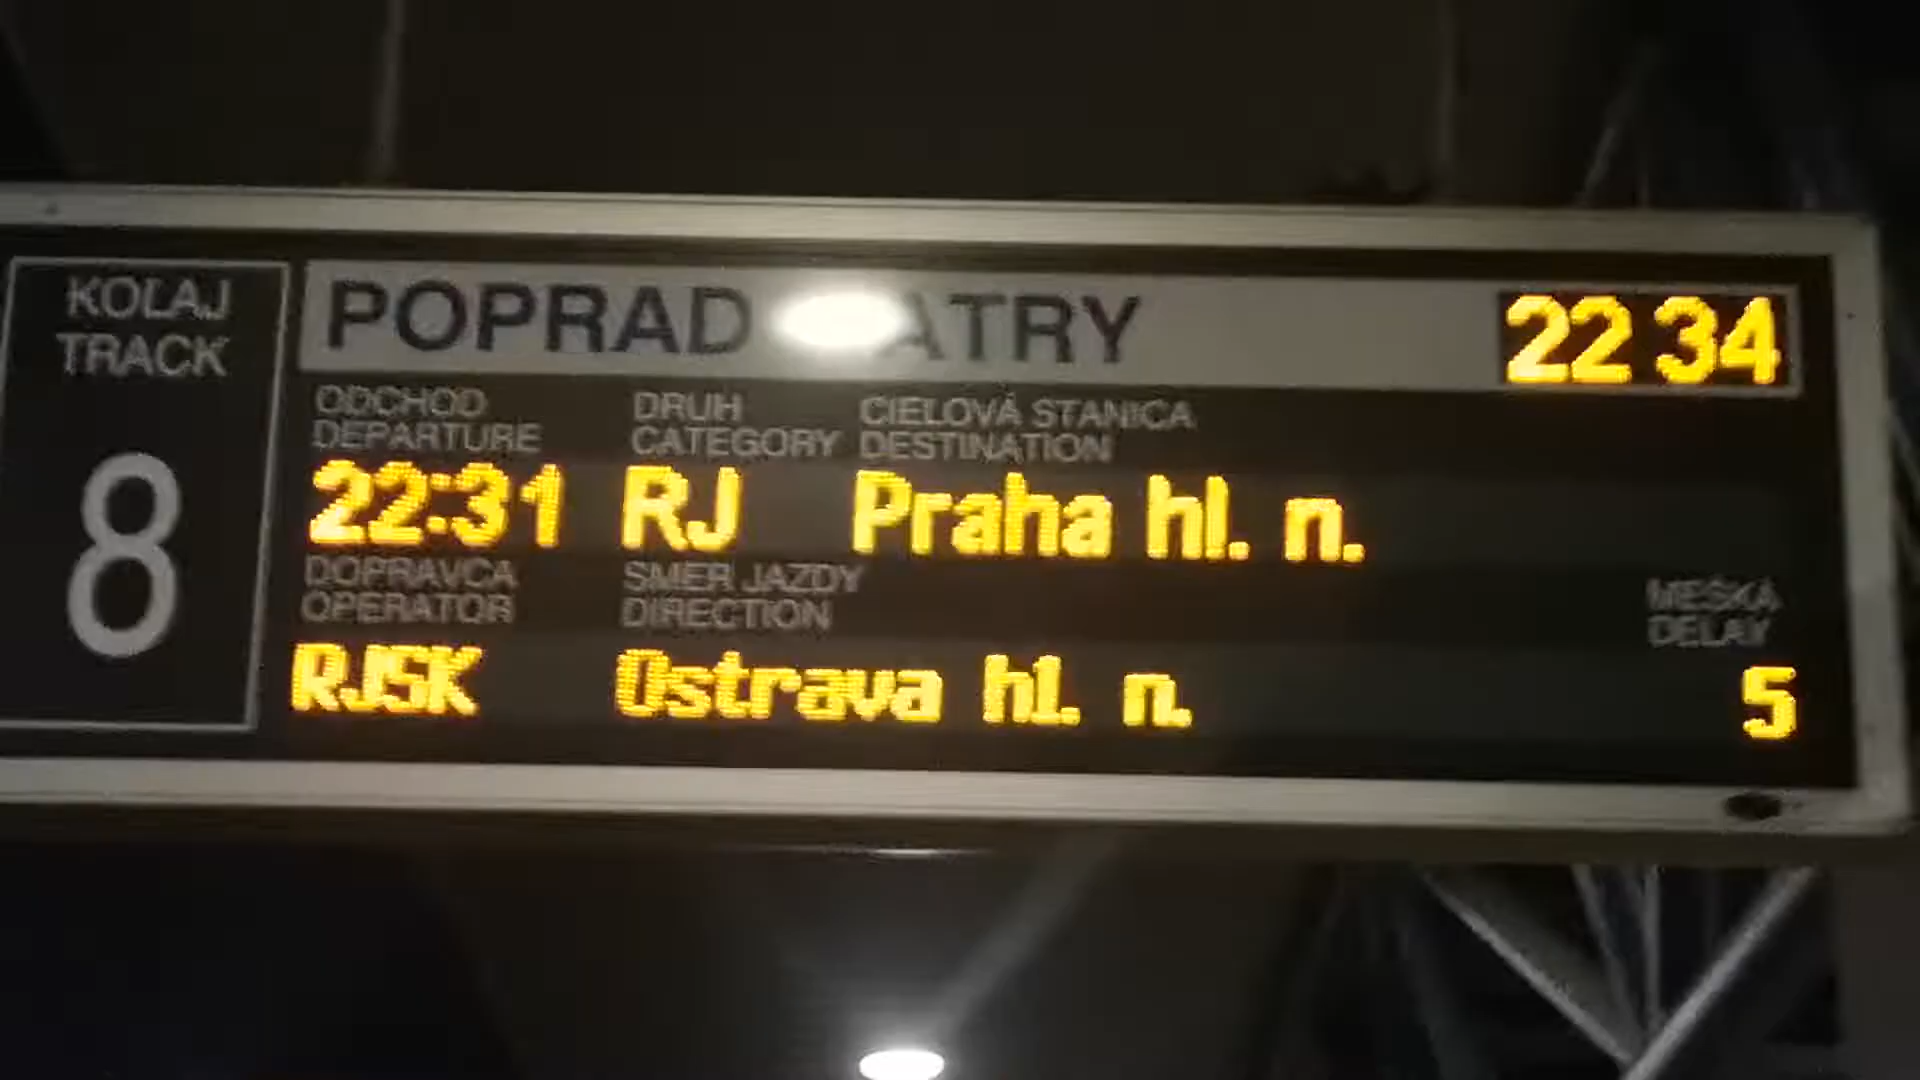 KOĽAJ
TRACK
8
POPRAD ATRY
22 34
ODCHOD DRUH CIEĽOVÁ STANICA
DEPARTURE CATEGORY DESTINATION
22:31 RJ Praha hl. n.
DOPRAVCA SMER JAZDY MEŠKÁ
OPERATOR DIRECTION DELAY
RJSK Ostrava hl. n. 5